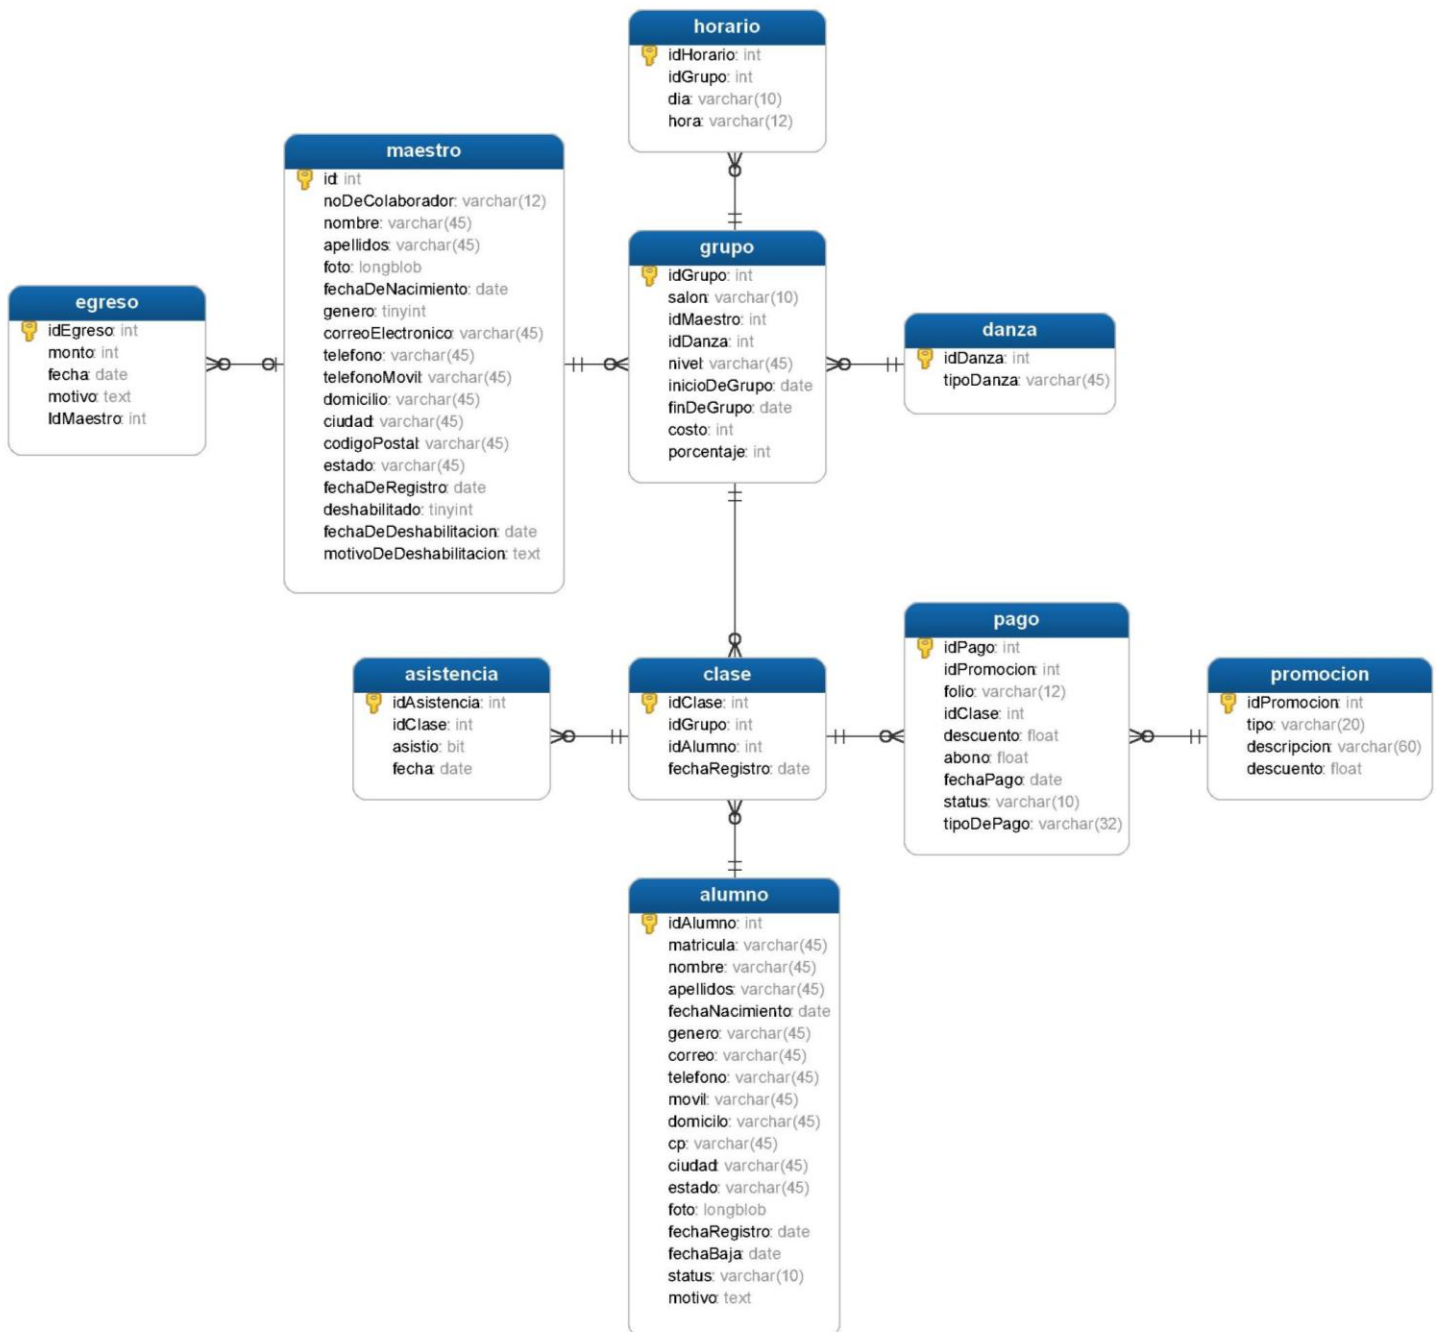 horario
idHorario: int
idGrupo: int
dia: varchar(10)
hora: varchar(12)
maestro
id: int
noDeColaborador: varchar(12)
nombre: varchar(45)
apellidos: varchar(45)
foto: longblob
fechaDeNacimiento: date
genero: tinyint
correoElectronico: varchar(45)
telefono: varchar(45)
telefonoMovil: varchar(45)
domicilio: varchar(45)
ciudad: varchar(45)
codigoPostal: varchar(45)
estado: varchar(45)
fechaDeRegistro: date
deshabilitado: tinyint
fechaDeDeshabilitacion: date
motivoDeDeshabilitacion: text
grupo
idGrupo: int
salon: varchar(10)
idMaestro: int
idDanza: int
nivel: varchar(45)
inicioDeGrupo: date
finDeGrupo: date
costo: int
porcentaje: int
egreso
idEgreso: int
monto: int
fecha: date
motivo: text
IdMaestro: int
danza
idDanza: int
tipoDanza: varchar(45)
asistencia
idAsistencia: int
idClase: int
asistio: bit
fecha: date
clase
idClase: int
idGrupo: int
idAlumno: int
fechaRegistro: date
pago
idPago: int
idPromocion: int
folio: varchar(12)
idClase: int
descuento: float
abono: float
fechaPago: date
status: varchar(10)
tipoDePago: varchar(32)
promocion
idPromocion: int
tipo: varchar(20)
descripcion: varchar(60)
descuento: float
alumno
idAlumno: int
matricula: varchar(45)
nombre: varchar(45)
apellidos: varchar(45)
fechaNacimiento: date
genero: varchar(45)
correo: varchar(45)
telefono: varchar(45)
movil: varchar(45)
domicilo: varchar(45)
cp: varchar(45)
ciudad: varchar(45)
estado: varchar(45)
foto: longblob
fechaRegistro: date
fechaBaja: date
status: varchar(10)
motivo: text